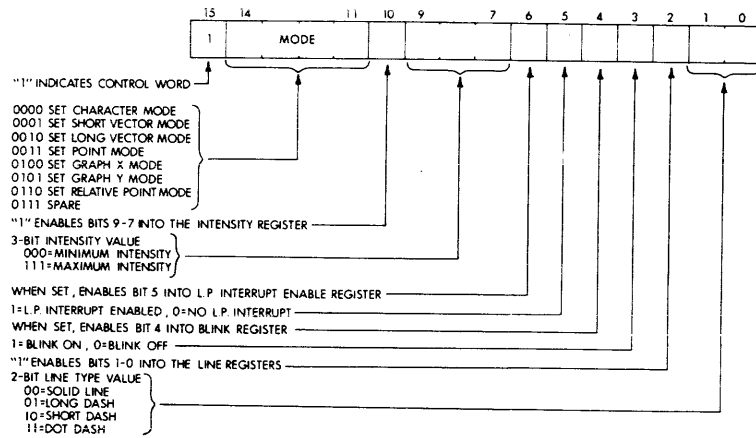 15 14 11 10 9 7 6 5 4 3 2 1 0
1 MODE
"1" INDICATES CONTROL WORD
0000 SET CHARACTER MODE
0001 SET SHORT VECTOR MODE
0010 SET LONG VECTOR MODE
0011 SET POINT MODE
0100 SET GRAPH X MODE
0101 SET GRAPH Y MODE
0110 SET RELATIVE POINT MODE
0111 SPARE
"1" ENABLES BITS 9-7 INTO THE INTENSITY REGISTER
3-BIT INTENSITY VALUE
000=MINIMUM INTENSITY
111=MAXIMUM INTENSITY
WHEN SET, ENABLES BIT 5 INTO L.P INTERRUPT ENABLE REGISTER
1=L.P. INTERRUPT ENABLED, 0=NO L.P. INTERRUPT
WHEN SET, ENABLES BIT 4 INTO BLINK REGISTER
1=BLINK ON, 0=BLINK OFF
"1" ENABLES BITS 1-0 INTO THE LINE REGISTERS
2-BIT LINE TYPE VALUE
00=SOLID LINE
01=LONG DASH
10=SHORT DASH
11=DOT DASH